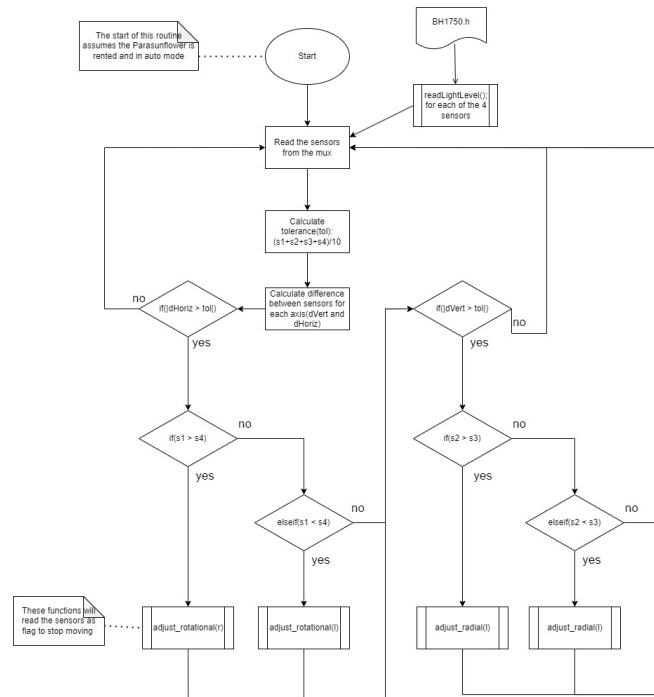 The start of this routine
assumes the Parasunflower is
rented and in auto mode
Start
BH1750.h
readLightLevel();
for each of the 4
sensors
Read the sensors
from the mux
Calculate
tolerance(tol):
(s1+s2+s3+s4)/10
Calculate difference
between sensors for
each axis(dVert and
dHoriz)
no
if(|dHoriz > tol|)
yes
if(|dVert > tol|)
no
yes
if(s1 > s4)
no
yes
elseif(s1 < s4)
no
yes
if(s2 > s3)
no
yes
elseif(s2 < s3)
no
yes
These functions will
read the sensors as
flag to stop moving
adjust_rotational(r)
adjust_rotational(l)
adjust_radial(l)
adjust_radial(l)